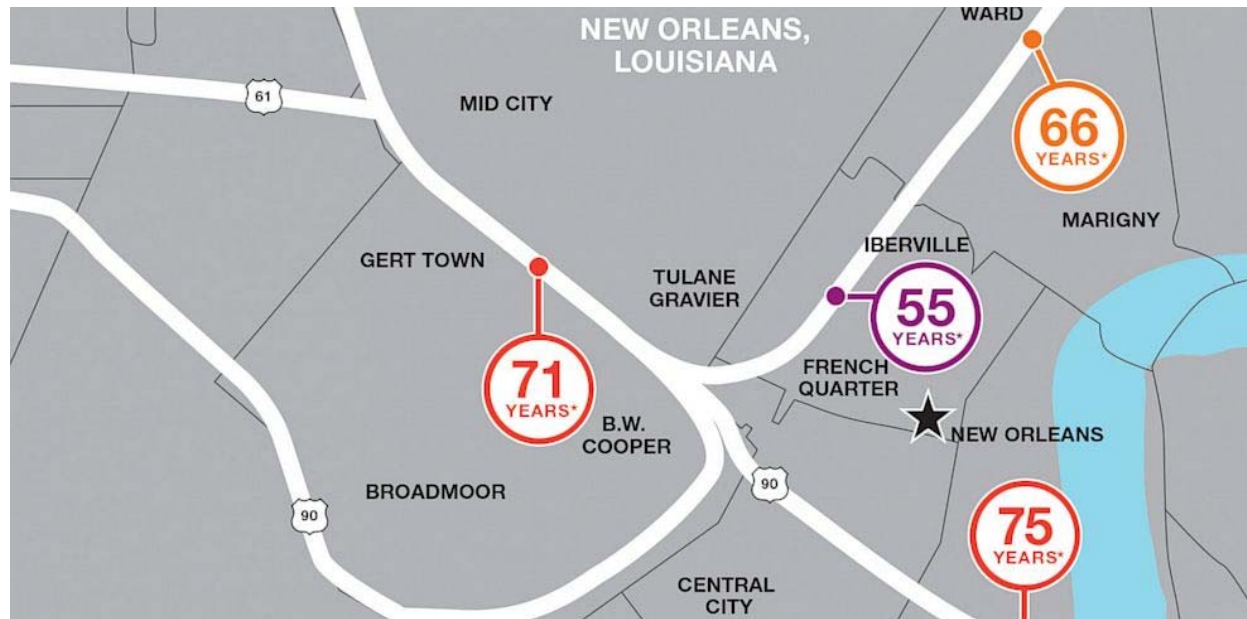 WARD
NEW ORLEANS,
LOUISIANA
61
MID CITY
66
YEARS*
MARIGNY
IBERVILLE
GERT TOWN
TULANE
GRAVIER
55
YEARS*
FRENCH
QUARTER
71
YEARS*
B.W.
COOPER
NEW ORLEANS
BROADMOOR
90
90
75
YEARS*
CENTRAL
CITY